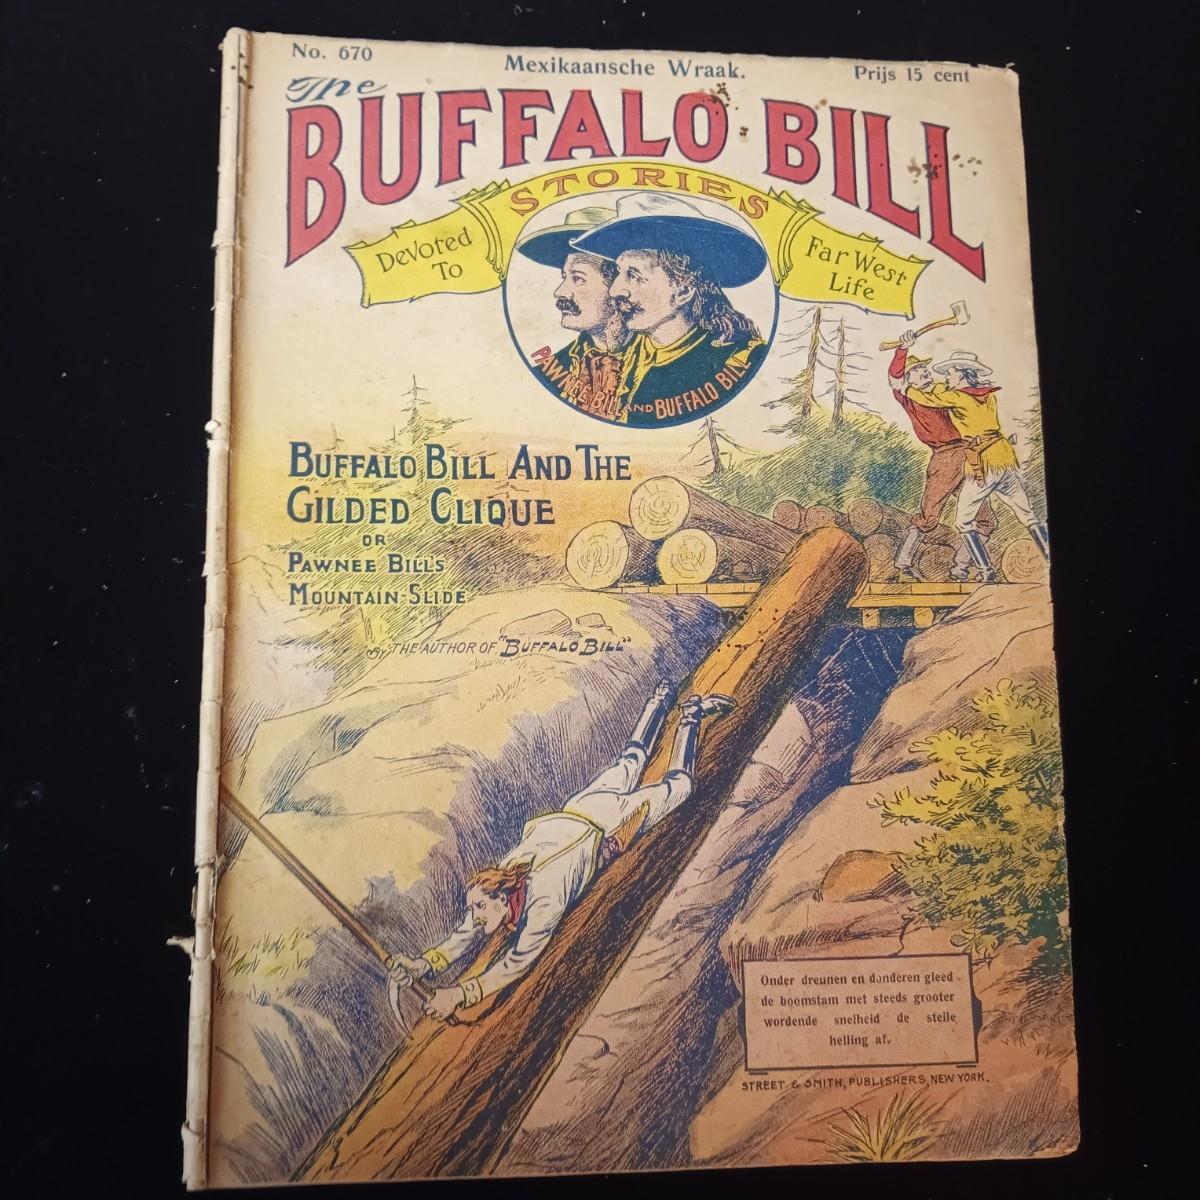 No. 670
Mexikaansche Wraak.
Prijs 15 cent
The
BUFFALO BILL
STORIES
Devoted
To
Far West
Life
PAWNEE BILL AND BUFFALO BILL
BUFFALO BILL AND THE
GILDED CLIQUE
OR
PAWNEE BILLS
MOUNTAIN-SLIDE
By THE AUTHOR OF "BUFFALO BILL"
Onder dreunen en donderen gleed
de boomstam met steeds grooter
wordende snelheid de steile
helling af.
STREET & SMITH, PUBLISHERS, NEW YORK.